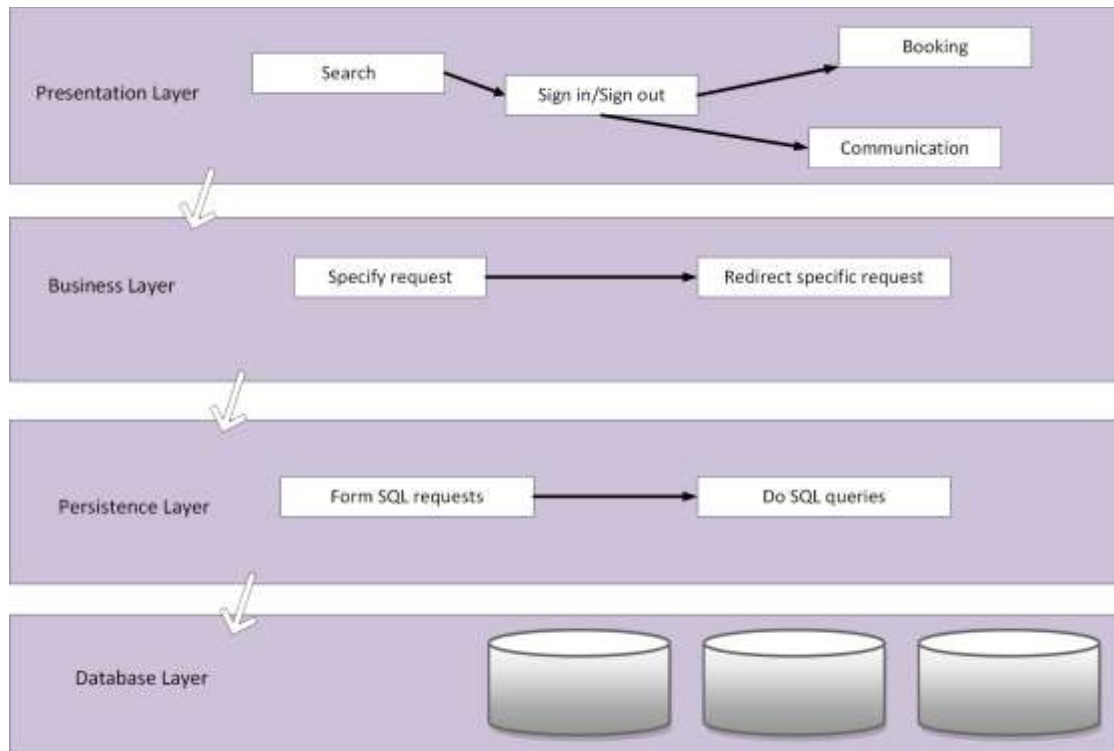 Presentation Layer
Search
Sign in/Sign out
Booking
Communication
Business Layer
Specify request
Redirect specific request
Persistence Layer
Form SQL requests
Do SQL queries
Database Layer